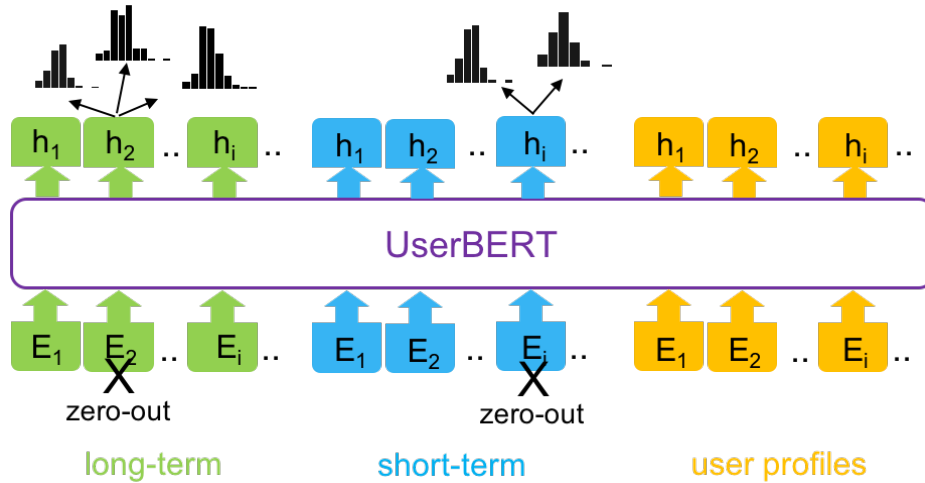 h1 h2 .. hi .. h1 h2 .. hi .. h1 h2 .. hi ..
UserBERT
E1 E2 .. Ei .. E1 E2 .. Ei .. E1 E2 .. Ei ..
X X
zero-out zero-out
long-term short-term user profiles